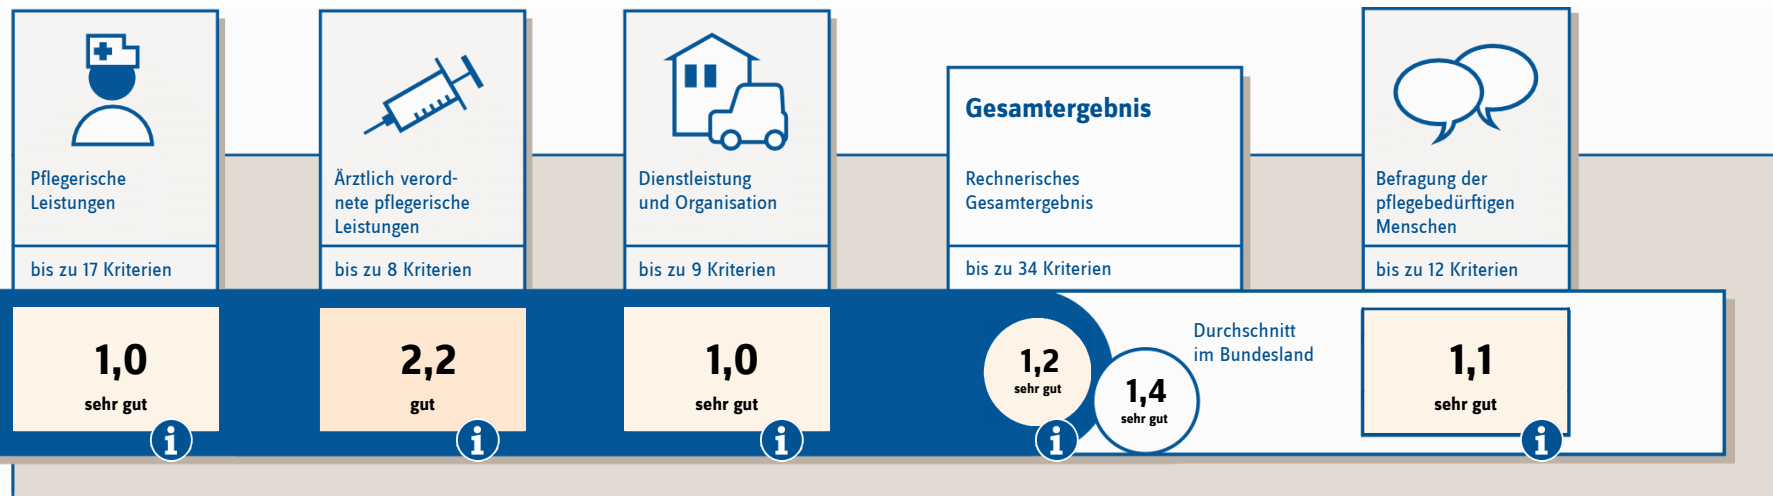 Pflegerische
Leistungen
bis zu 17 Kriterien
1,0
sehr gut
i
Ärztlich verord-
nete pflegerische
Leistungen
bis zu 8 Kriterien
2,2
gut
i
Dienstleistung
und Organisation
bis zu 9 Kriterien
1,0
sehr gut
i
Gesamtergebnis
Rechnerisches
Gesamtergebnis
bis zu 34 Kriterien
1,2
sehr gut
i
1,4
sehr gut
Durchschnitt
im Bundesland
Befragung der
pflegebedürftigen
Menschen
bis zu 12 Kriterien
1,1
sehr gut
i